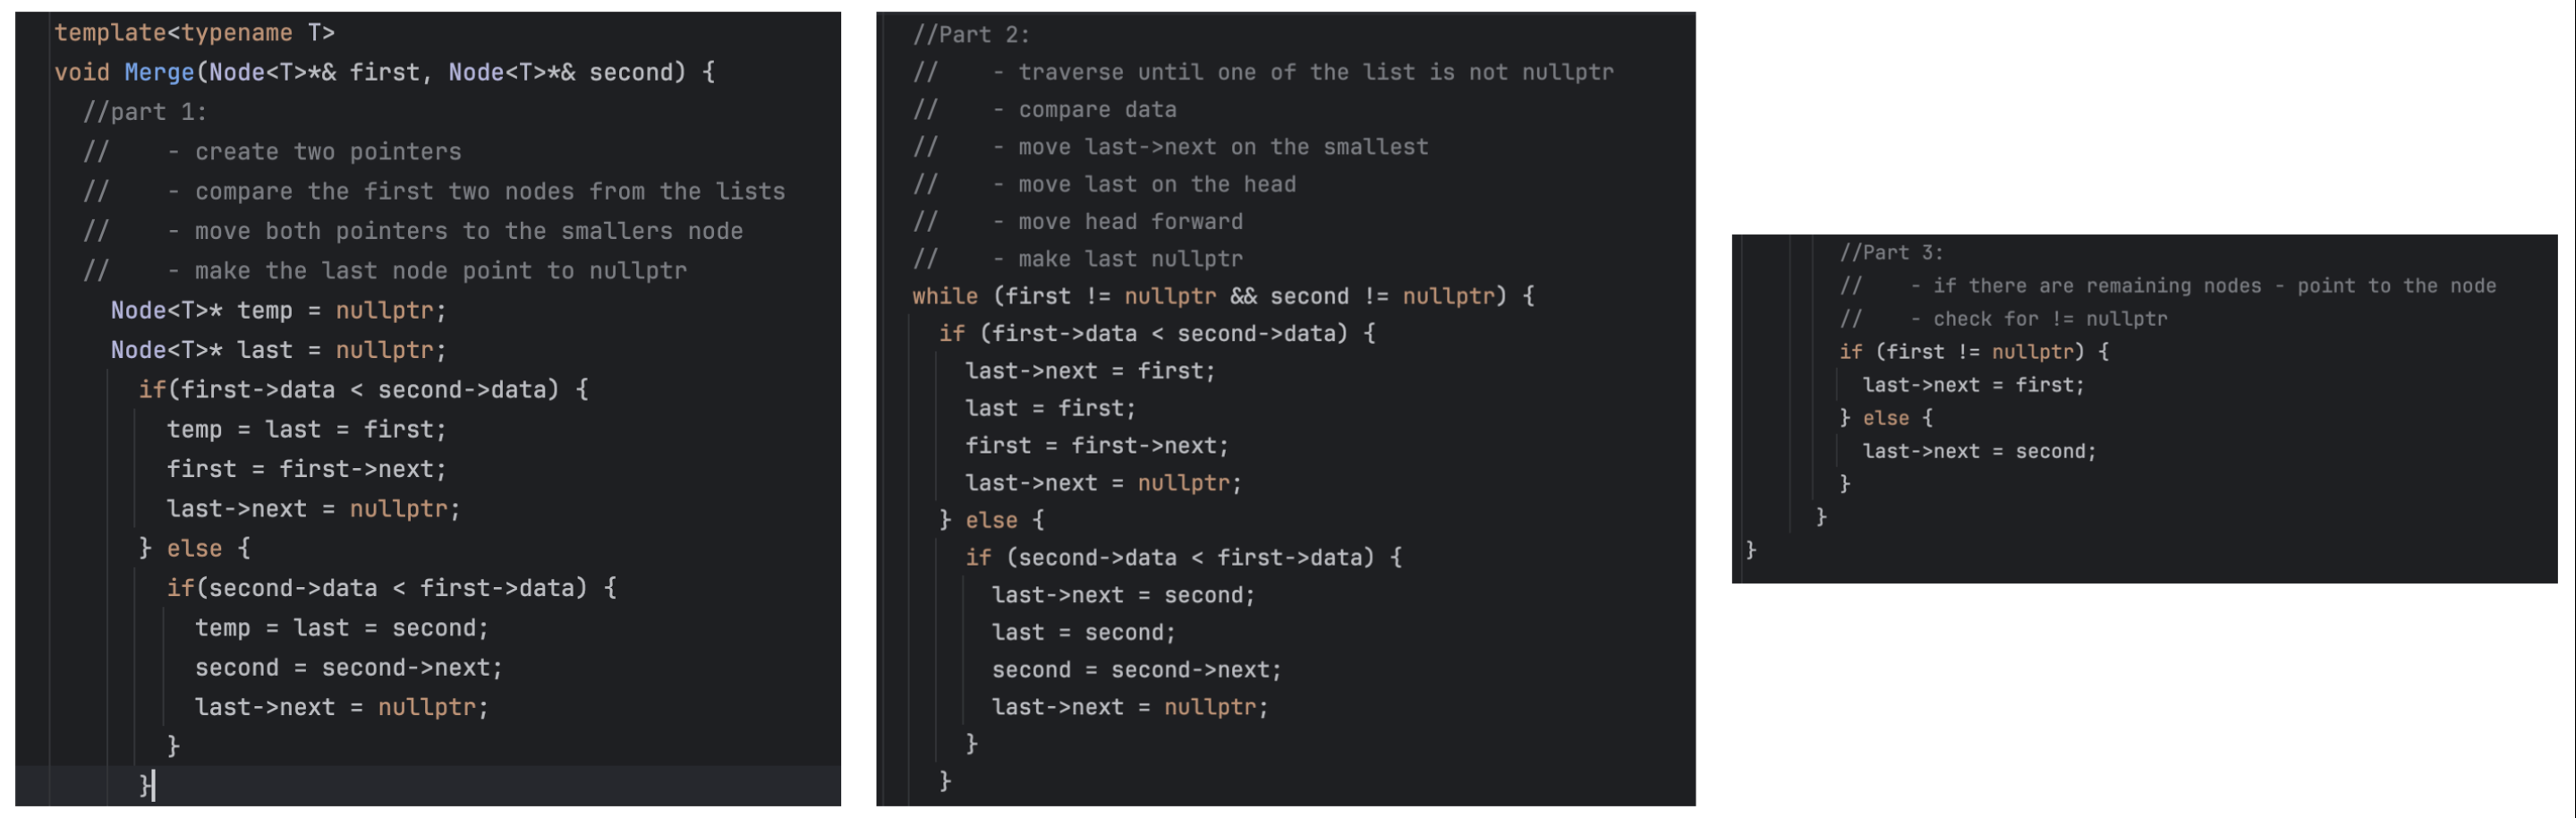 template<typename T>
void Merge(Node<T>*& first, Node<T>*& second) {
//part 1:
//    - create two pointers
//    - compare the first two nodes from the lists
//    - move both pointers to the smallers node
//    - make the last node point to nullptr
Node<T>* temp = nullptr;
Node<T>* last = nullptr;
if(first->data < second->data) {
temp = last = first;
first = first->next;
last->next = nullptr;
} else {
if(second->data < first->data) {
temp = last = second;
second = second->next;
last->next = nullptr;
}
}
//Part 2:
//    - traverse until one of the list is not nullptr
//    - compare data
//    - move last->next on the smallest
//    - move last on the head
//    - move head forward
//    - make last nullptr
while (first != nullptr && second != nullptr) {
if (first->data < second->data) {
last->next = first;
last = first;
first = first->next;
last->next = nullptr;
} else {
if (second->data < first->data) {
last->next = second;
last = second;
second = second->next;
last->next = nullptr;
}
}
//Part 3:
//    - if there are remaining nodes - point to the node
//    - check for != nullptr
if (first != nullptr) {
last->next = first;
} else {
last->next = second;
}
}
}